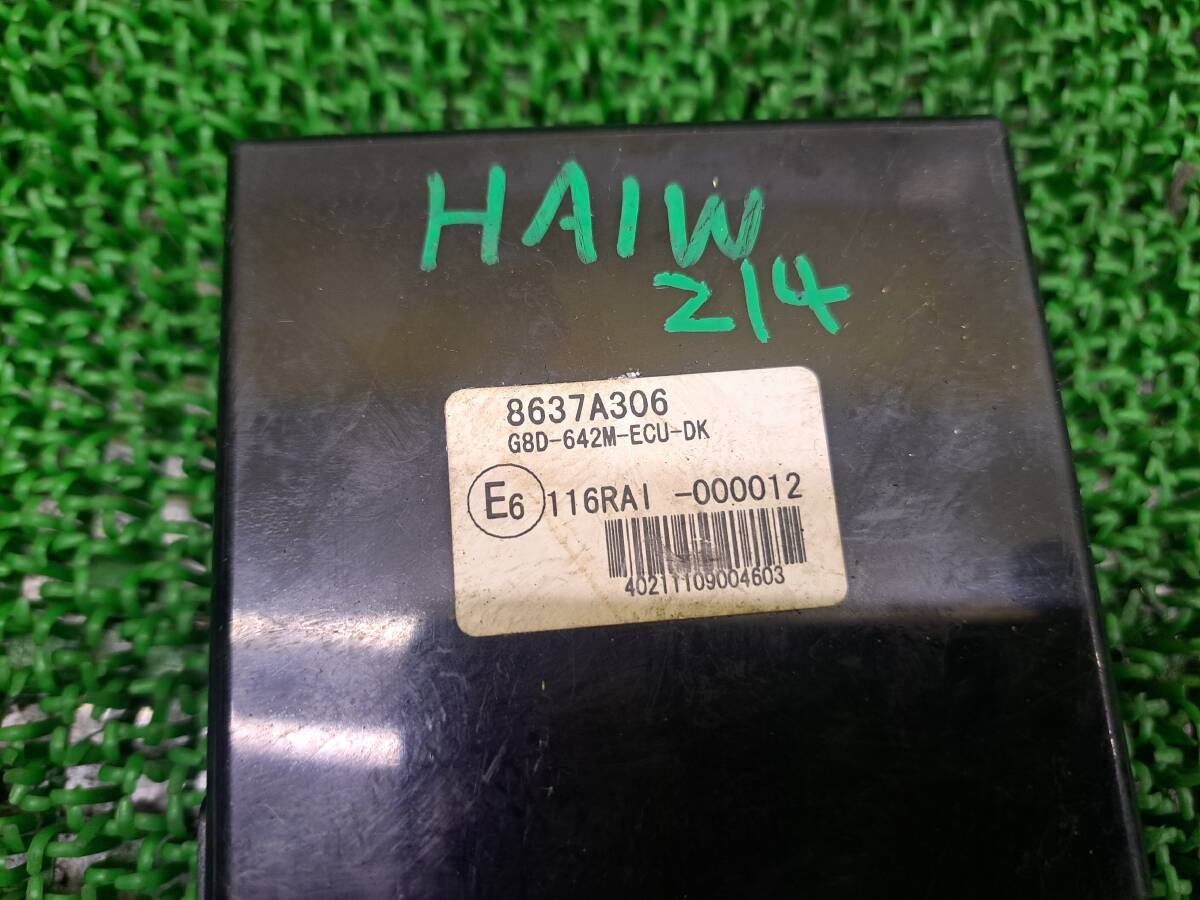 HA1W
214
8637A306
G8D-642M-ECU-DK
E6 116RAI -000012
40211109004603